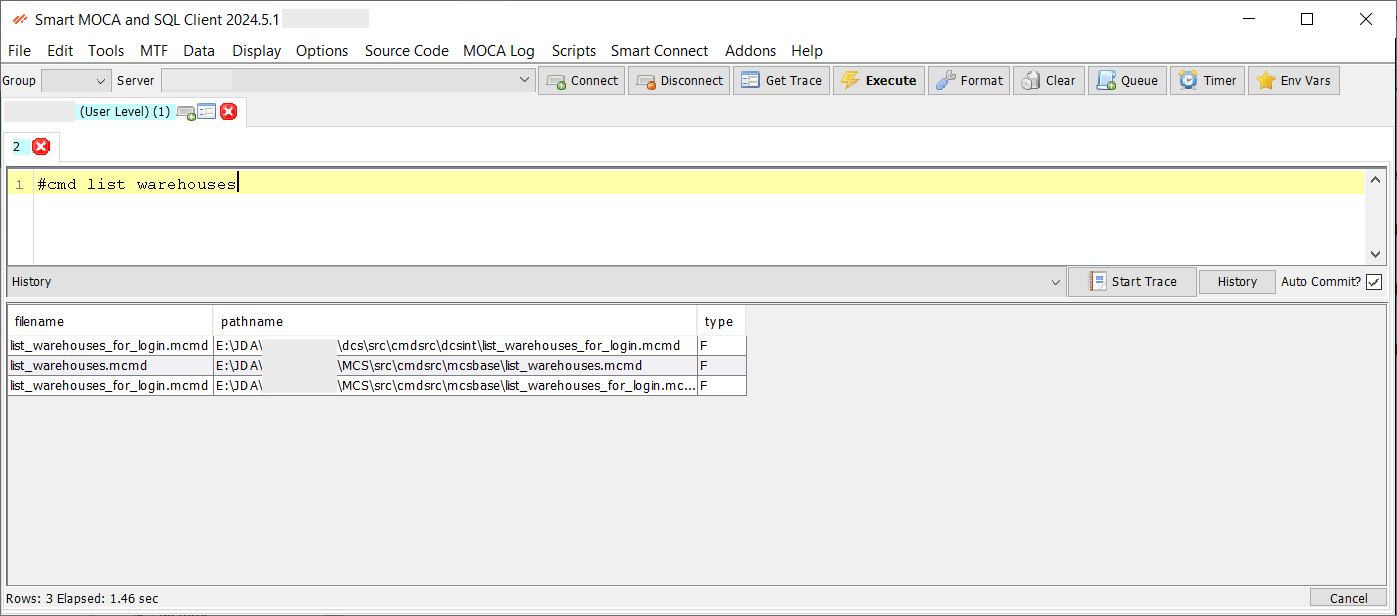 Smart MOCA and SQL Client 2024.5.1
File Edit Tools MTF Data Display Options Source Code MOCA Log Scripts Smart Connect Addons Help
Group Server Connect Disconnect Get Trace Execute Format Clear Queue Timer Env Vars
(User Level) (1)
2
1 #cmd list warehouses
History Start Trace History Auto Commit?
filename pathname type
list_warehouses_for_login.mcmd E:\JDA\ \dcs\src\cmdsrc\dcsint\list_warehouses_for_login.mcmd F
list_warehouses.mcmd E:\JDA\ \MCS\src\cmdsrc\mcsbase\list_warehouses.mcmd F
list_warehouses_for_login.mcmd E:\JDA\ \MCS\src\cmdsrc\mcsbase\list_warehouses_for_login.mc... F
Rows: 3 Elapsed: 1.46 sec Cancel